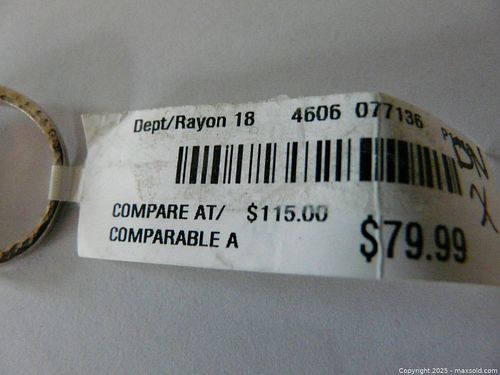 Dept/Rayon 18 4606 077136
COMPARE AT/ $115.00
COMPARABLE A
$79.99
Copyright © 2025 - maxsold.com